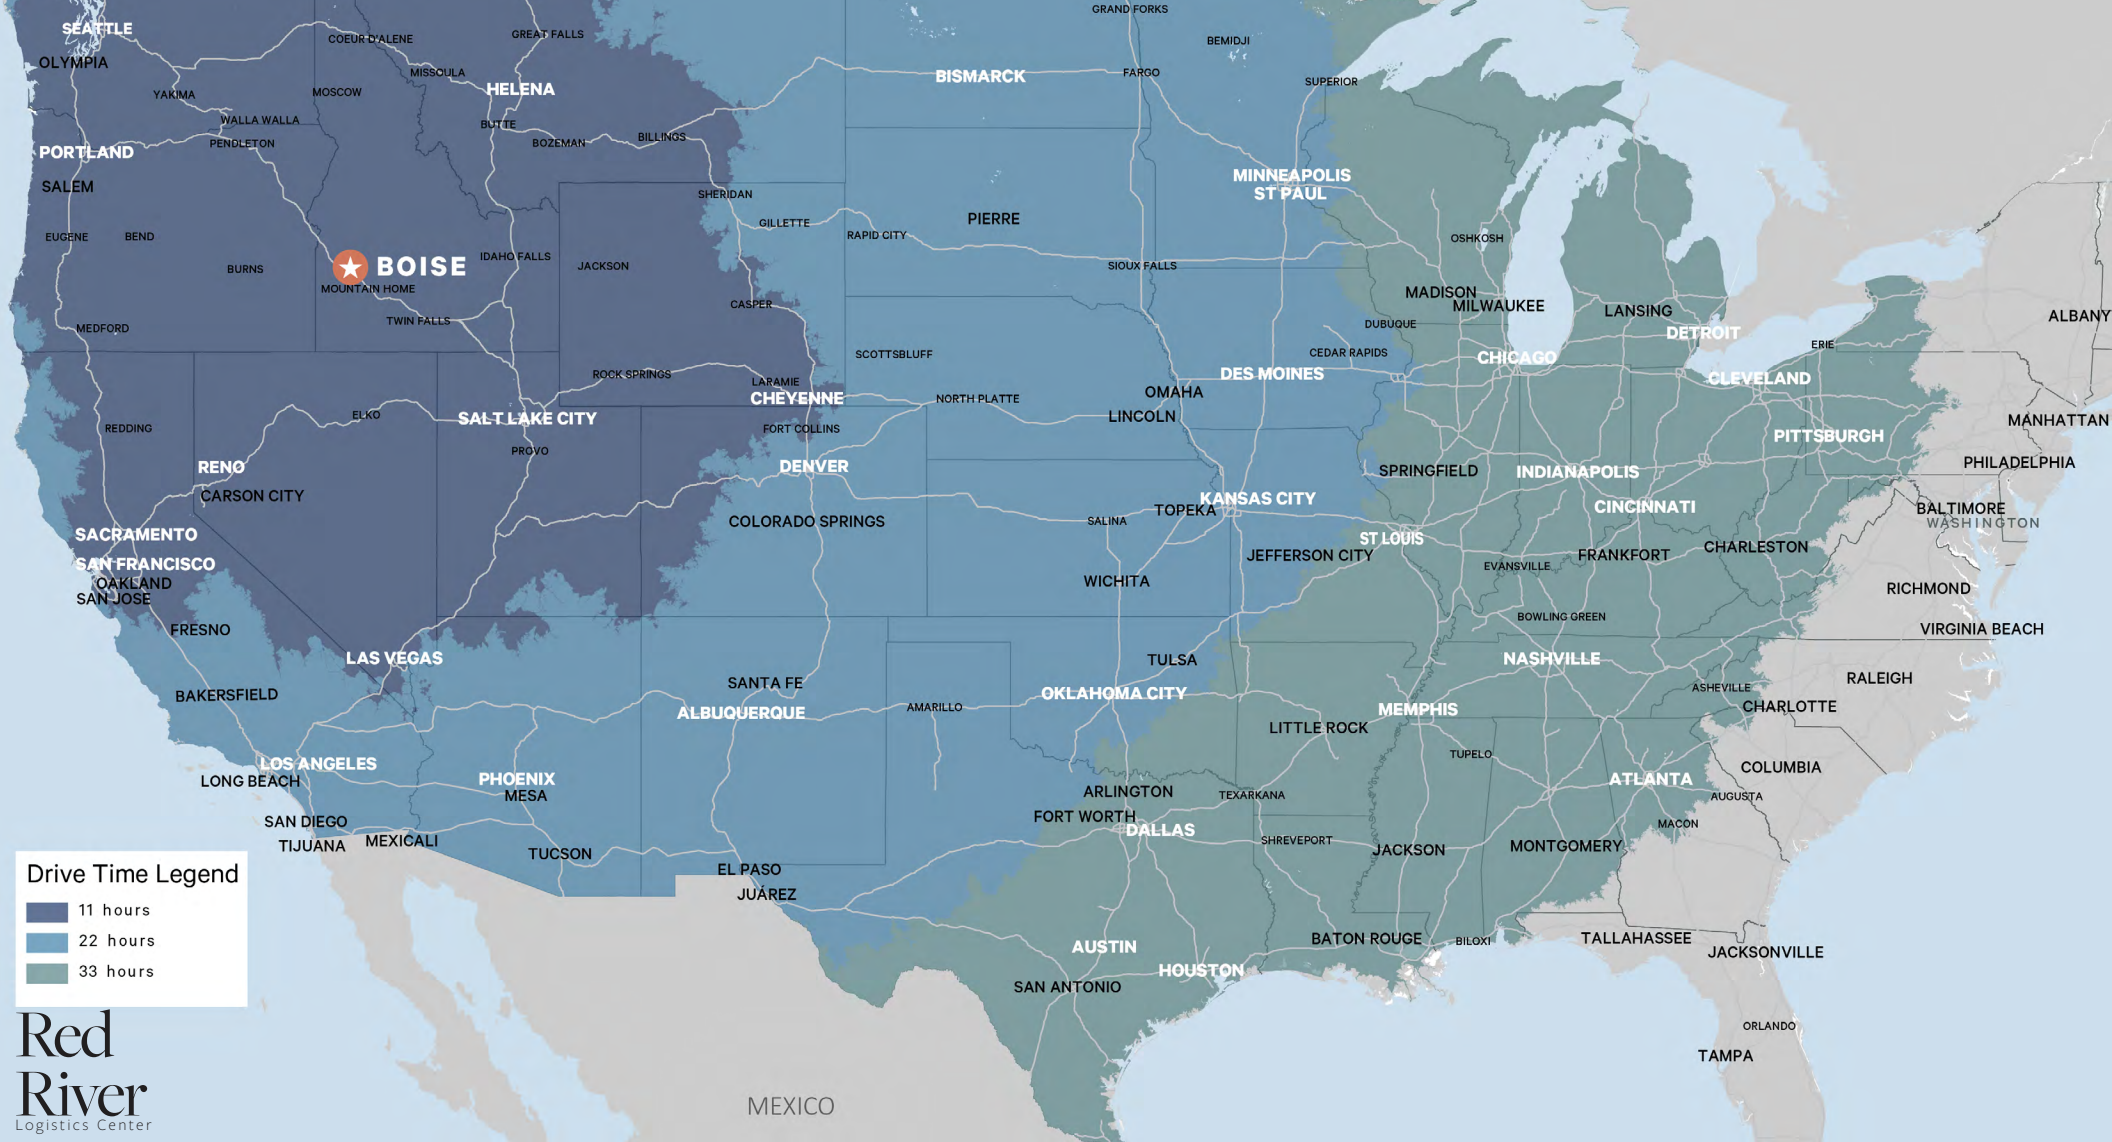 GRAND FORKS
SEATTLE
COEUR D'ALENE
GREAT FALLS
BEMIDJI
OLYMPIA
MISSOULA
HELENA
BISMARCK
FARGO
SUPERIOR
YAKIMA
MOSCOW
WALLA WALLA
BUTTE
PENDLETON
BOZEMAN
BILLINGS
PORTLAND
SALEM
SHERIDAN
MINNEAPOLIS
ST PAUL
GILLETTE
PIERRE
EUGENE
BEND
RAPID CITY
OSHKOSH
BURNS
BOISE
IDAHO FALLS
JACKSON
SIOUX FALLS
MOUNTAIN HOME
CASPER
MADISON
MILWAUKEE
LANSING
ALBANY
MEDFORD
TWIN FALLS
DUBUQUE
DETROIT
SCOTTSBLUFF
CEDAR RAPIDS
CHICAGO
ERIE
ROCK SPRINGS
LARAMIE
DES MOINES
CLEVELAND
CHEYENNE
NORTH PLATTE
OMAHA
ELKO
SALT LAKE CITY
LINCOLN
MANHATTAN
REDDING
FORT COLLINS
PITTSBURGH
PROVO
RENO
DENVER
SPRINGFIELD
INDIANAPOLIS
PHILADELPHIA
CARSON CITY
KANSAS CITY
TOPEKA
CINCINNATI
BALTIMORE
WASHINGTON
COLORADO SPRINGS
SALINA
SACRAMENTO
ST LOUIS
JEFFERSON CITY
FRANKFORT
CHARLESTON
SAN FRANCISCO
EVANSVILLE
OAKLAND
WICHITA
RICHMOND
SAN JOSE
BOWLING GREEN
FRESNO
VIRGINIA BEACH
LAS VEGAS
TULSA
NASHVILLE
SANTA FE
RALEIGH
BAKERSFIELD
OKLAHOMA CITY
ASHEVILLE
ALBUQUERQUE
AMARILLO
MEMPHIS
CHARLOTTE
LITTLE ROCK
TUPELO
LOS ANGELES
COLUMBIA
LONG BEACH
PHOENIX
ATLANTA
MESA
ARLINGTON
TEXARKANA
AUGUSTA
SAN DIEGO
FORT WORTH
DALLAS
MACON
TIJUANA
MEXICALI
SHREVEPORT
JACKSON
MONTGOMERY
TUCSON
EL PASO
JUÁREZ
Drive Time Legend
11 hours
22 hours
33 hours
AUSTIN
BATON ROUGE
BILOXI
TALLAHASSEE
JACKSONVILLE
HOUSTON
SAN ANTONIO
ORLANDO
TAMPA
MEXICO
Red
River
Logistics Center